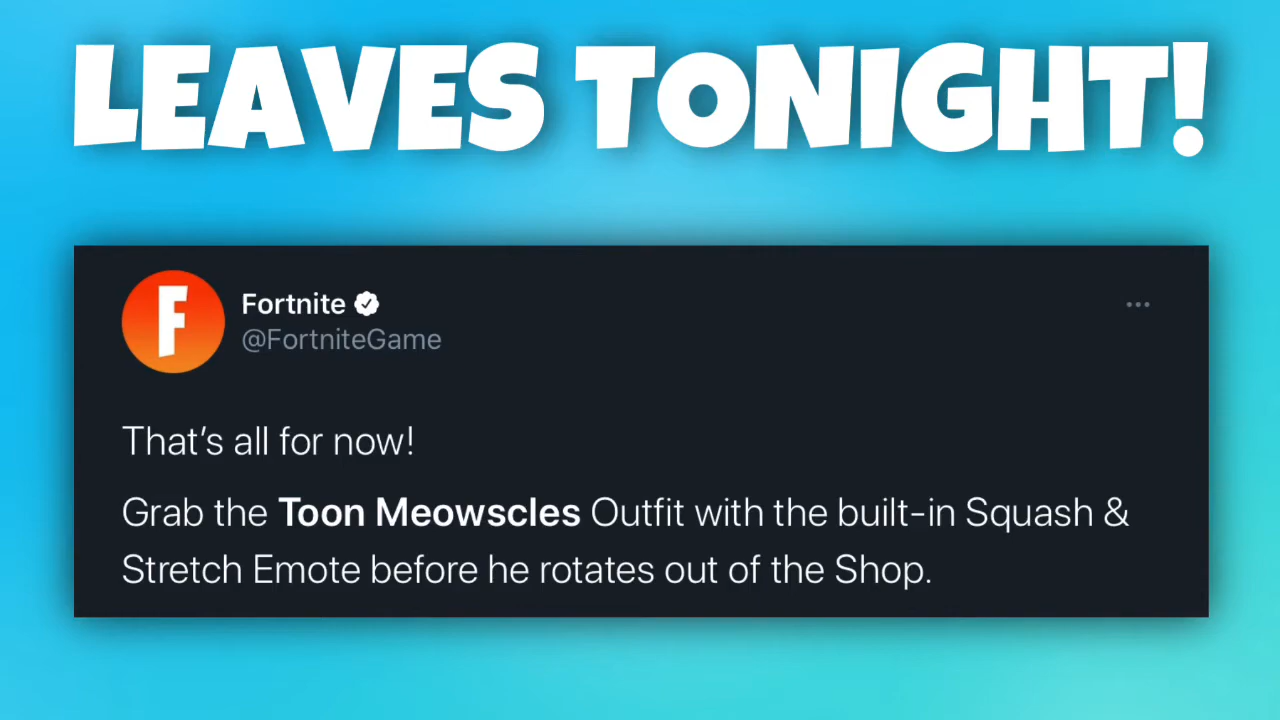 LEAVES TONIGHT!
F
Fortnite
@FortniteGame
That's all for now!
Grab the Toon Meowscles Outfit with the built-in Squash &
Stretch Emote before he rotates out of the Shop.